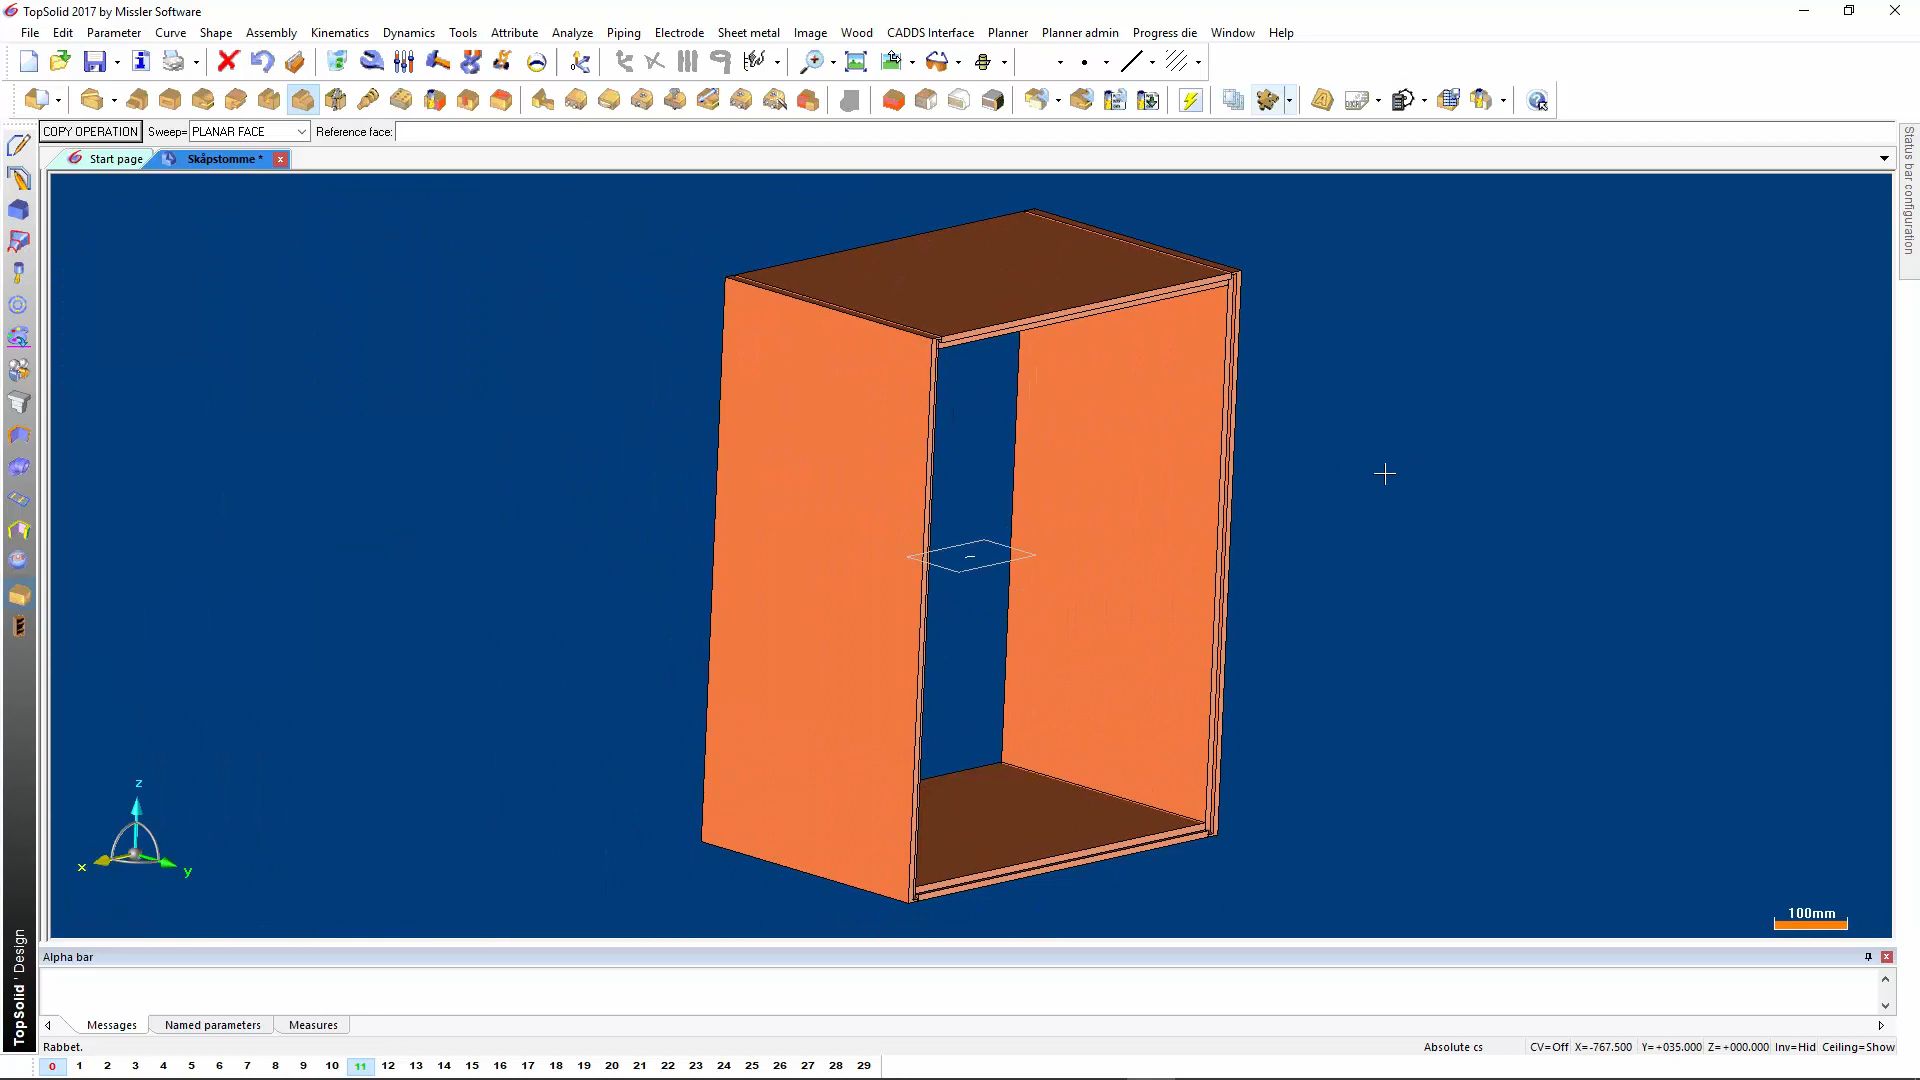 TopSolid 2017 by Missler Software
File Edit Parameter Curve Shape Assembly Kinematics Dynamics Tools Attribute Analyze Piping Electrode Sheet metal Image Wood CADDS Interface Planner Planner admin Progress die Window Help
COPY OPERATION Sweep= PLANAR FACE Reference face:
Start page Skåpstomme *
Status bar configuration
z
x
y
100mm
TopSolid ' Design
Alpha bar
Messages Named parameters Measures
Rabbet. Absolute cs CV=Off X=-767.500 Y=+035.000 Z=+000.000 Inv=Hid Ceiling=Show
0 1 2 3 4 5 6 7 8 9 10 11 12 13 14 15 16 17 18 19 20 21 22 23 24 25 26 27 28 29